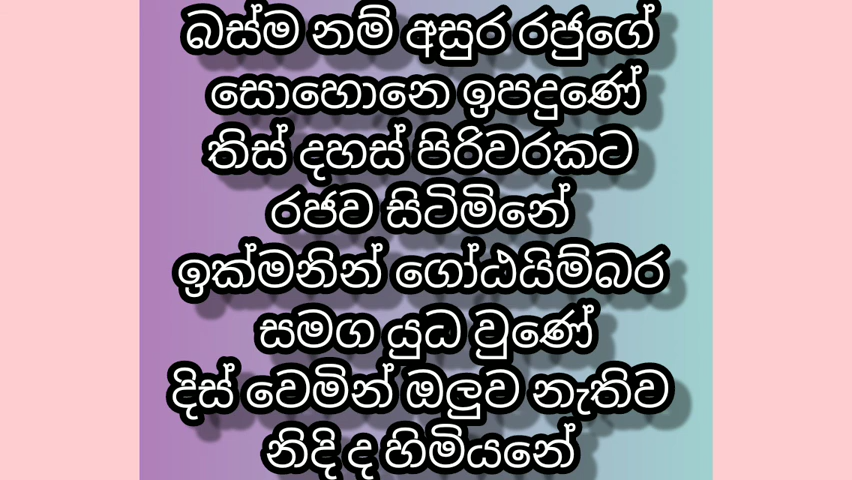 බස්ම නම් අසුර රජුගේ
සොහොනෙ ඉපදුණේ
තිස් දහස් පිරිවරකට
රජව සිටිමිනේ
ඉක්මනින් ගෝඨයිම්බර
සමග යුධ වුණේ
දිස් වෙමින් ඔලුව නැතිව
නිදි ද හිමියනේ